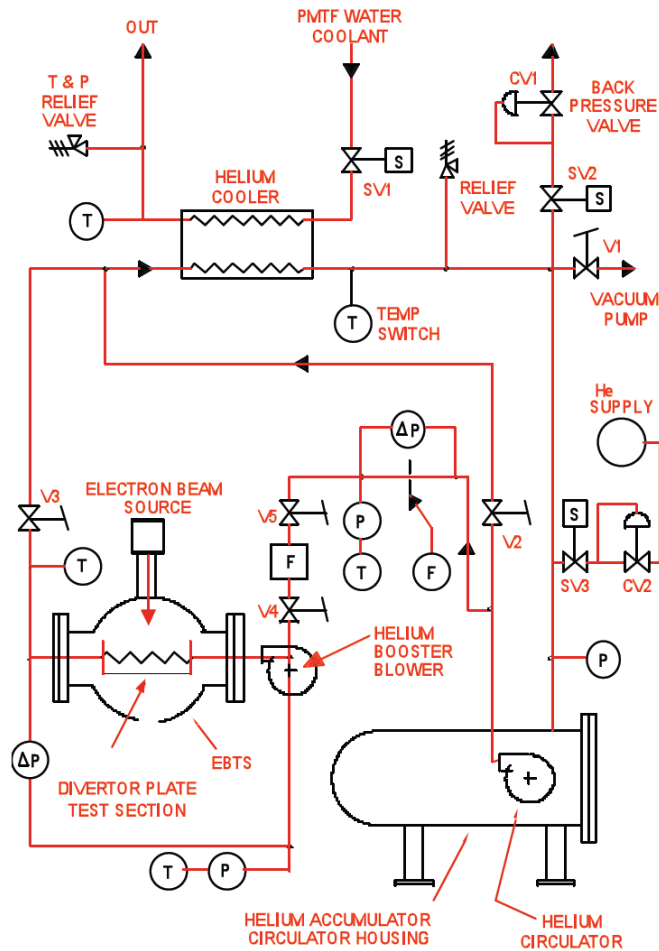 OUT
PMTF WATER
COOLANT
T & P
RELIEF
VALVE
CV1
BACK
PRESSURE
VALVE
S
SV1
HELIUM
COOLER
RELIEF
VALVE
SV2
S
T
V1
T
TEMP
SWITCH
VACUUM
PUMP
He
SUPPLY
ΔP
V3
ELECTRON BEAM
SOURCE
V5
P
V2
S
T
F
T
F
SV3
CV2
V4
HELIUM
BOOSTER
BLOWER
P
EBTS
ΔP
DIVERTOR PLATE
TEST SECTION
T
P
HELIUM ACCUMULATOR
CIRCULATOR HOUSING
HELIUM
CIRCULATOR